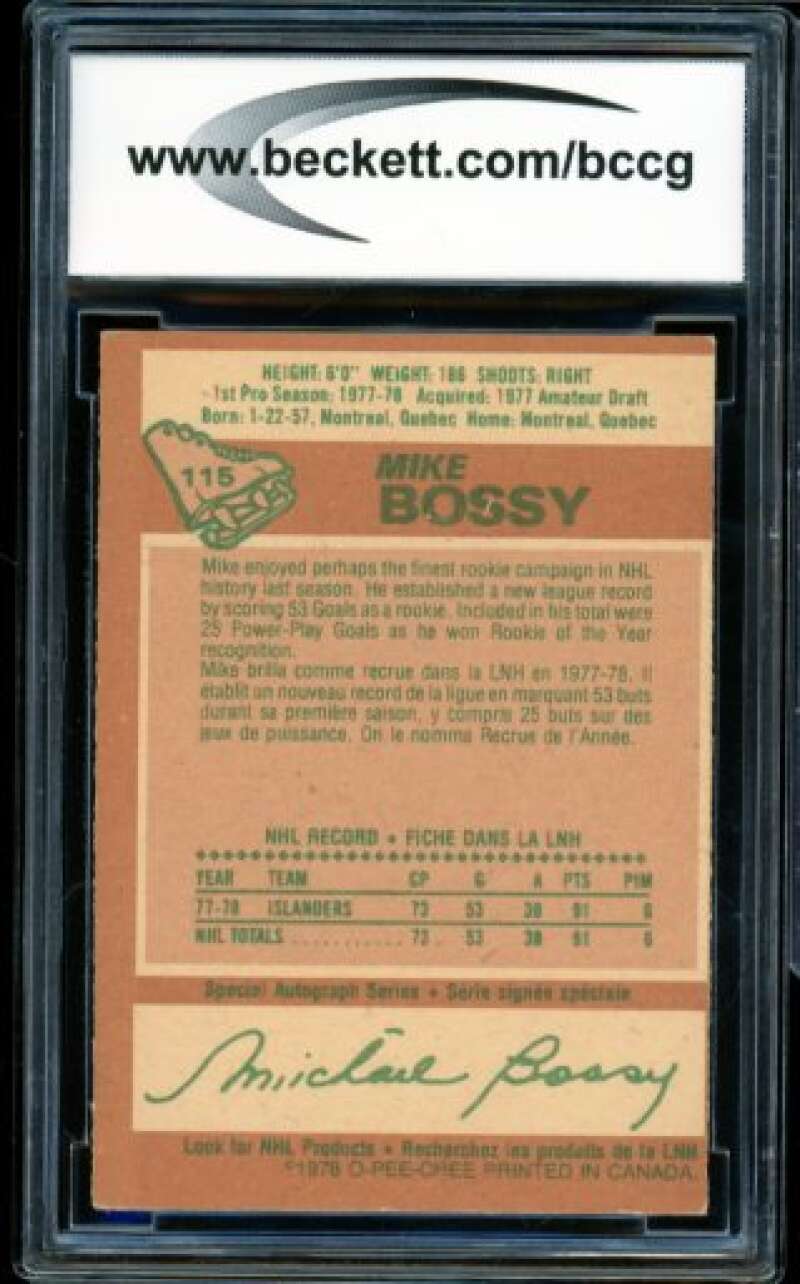 www.beckett.com/bccg
HEIGHT: 6'0" WEIGHT: 186 SHOOTS: RIGHT
1st Pro Season: 1977-78 Acquired: 1977 Amateur Draft
Born: 1-22-57, Montreal, Quebec Home: Montreal, Quebec
115
MIKE
BOSSY
Mike enjoyed perhaps the finest rookie campaign in NHL
history last season. He established a new league record
by scoring 53 Goals as a rookie. Included in his total were
25 Power-Play Goals as he won Rookie of the Year
recognition.
Mike brilla comme recrue dans la LNH en 1977-78. Il
établit un nouveau record de la ligue en marquant 53 buts
durant sa première saison, y compris 25 buts sur des
jeux de puissance. On le nomma Recrue de l'Année.
NHL RECORD • FICHE DANS LA LNH
YEAR TEAM GP G A PTS PIM
77-78 ISLANDERS 73 53 38 91 6
NHL TOTALS ............ 73 53 38 91 6
Special Autograph Series • Série signée spéciale
Michael Bossy
Look for NHL Products • Recherchez les produits de la LNH
©1978 O-PEE-CHEE PRINTED IN CANADA.